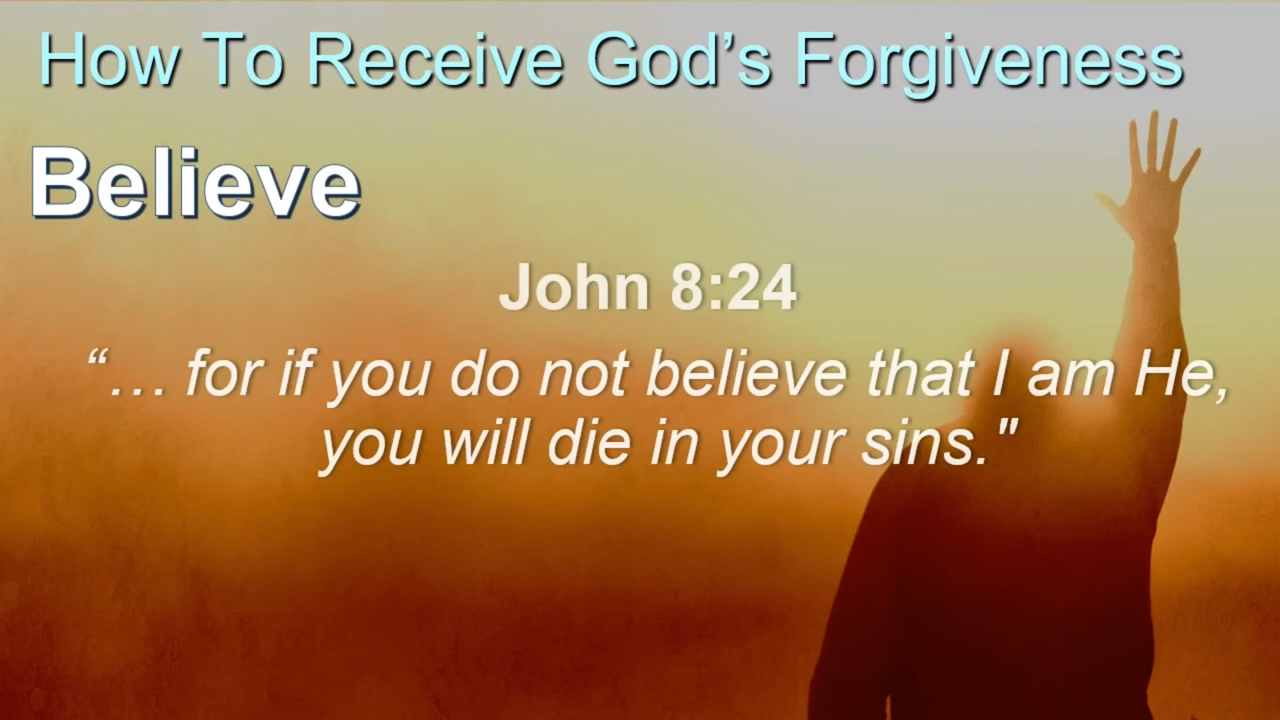 How To Receive God’s Forgiveness
Believe
John 8:24
“… for if you do not believe that I am He,
you will die in your sins."